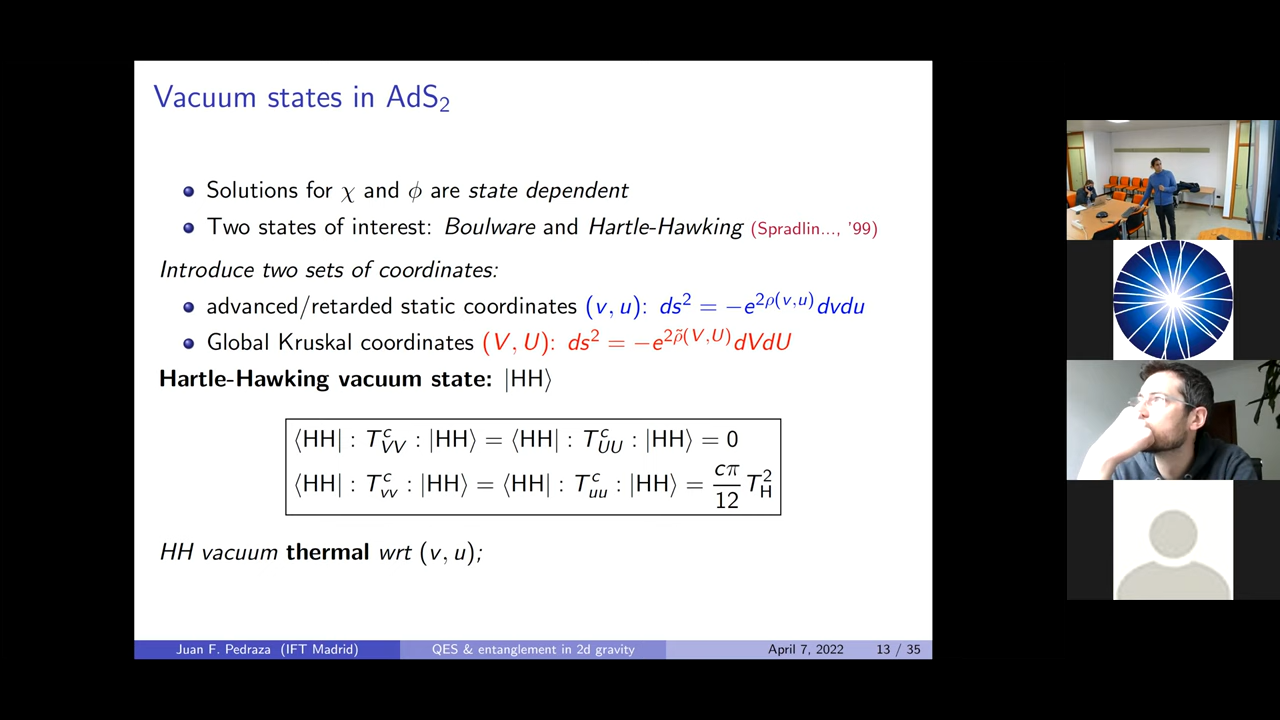 Vacuum states in AdS₂
Solutions for χ and ϕ are state dependent
Two states of interest: Boulware and Hartle-Hawking (Spradlin..., '99)
Introduce two sets of coordinates:
advanced/retarded static coordinates (v, u): ds² = −e^{2ρ(v,u)}dvdu
Global Kruskal coordinates (V, U): ds² = −e^{2ρ̃(V,U)}dVdU
Hartle-Hawking vacuum state: |HH⟩
⟨HH| : T^c_{VV} : |HH⟩ = ⟨HH| : T^c_{UU} : |HH⟩ = 0
⟨HH| : T^c_{vv} : |HH⟩ = ⟨HH| : T^c_{uu} : |HH⟩ = \frac{cπ}{12} T_H^2
HH vacuum thermal wrt (v, u);
Juan F. Pedraza (IFT Madrid) QES & entanglement in 2d gravity April 7, 2022 13 / 35